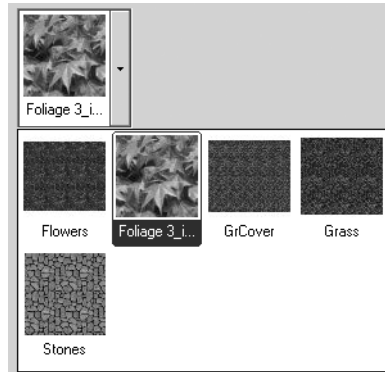 Foliage 3_i...
Flowers
Foliage 3_i...
GrCover
Grass
Stones